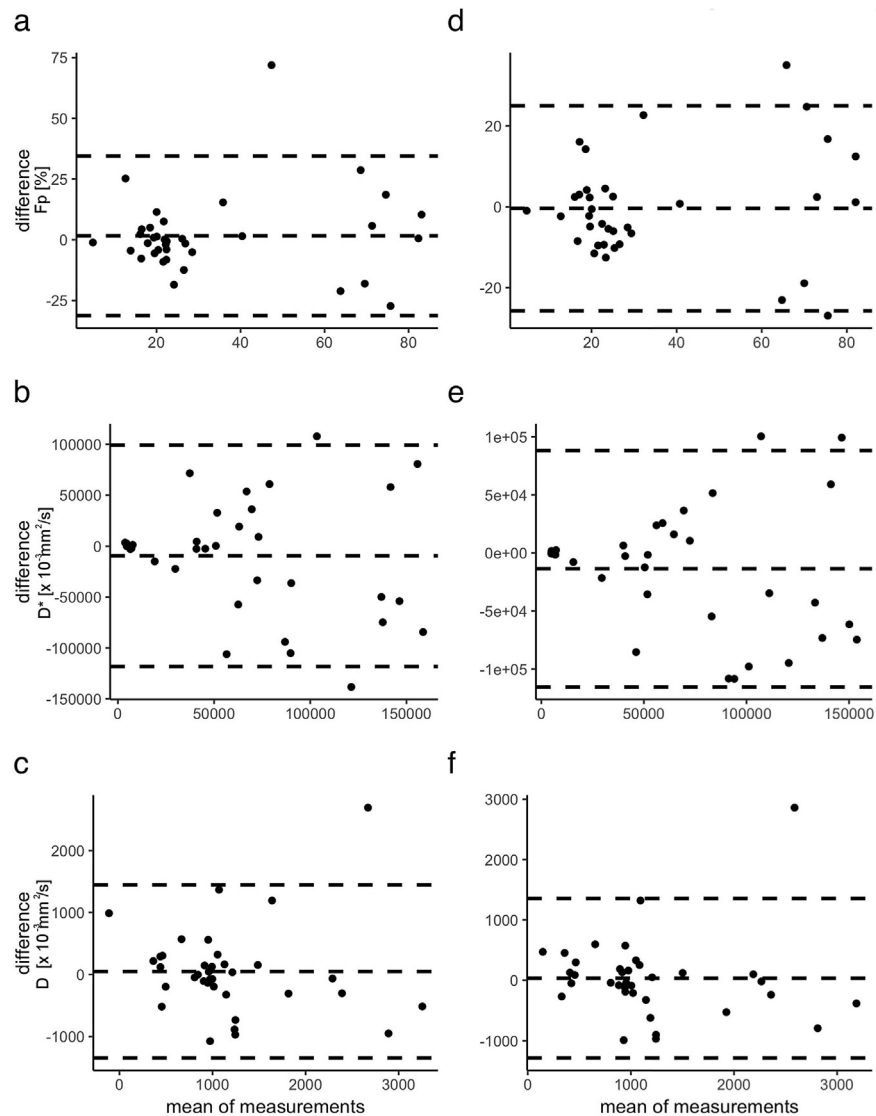 a
75
50
25
0
-25
difference
Fp [%]
20 40 60 80
d
20
0
-20
20 40 60 80
b
100000
50000
0
-50000
-100000
-150000
difference
D* [x 10⁻³mm²/s]
0 50000 100000 150000
e
1e+05
5e+04
0e+00
-5e+04
-1e+05
0 50000 100000 150000
c
2000
1000
0
-1000
difference
D [x 10⁻³mm²/s]
0 1000 2000 3000
mean of measurements
f
3000
2000
1000
0
-1000
0 1000 2000 3000
mean of measurements